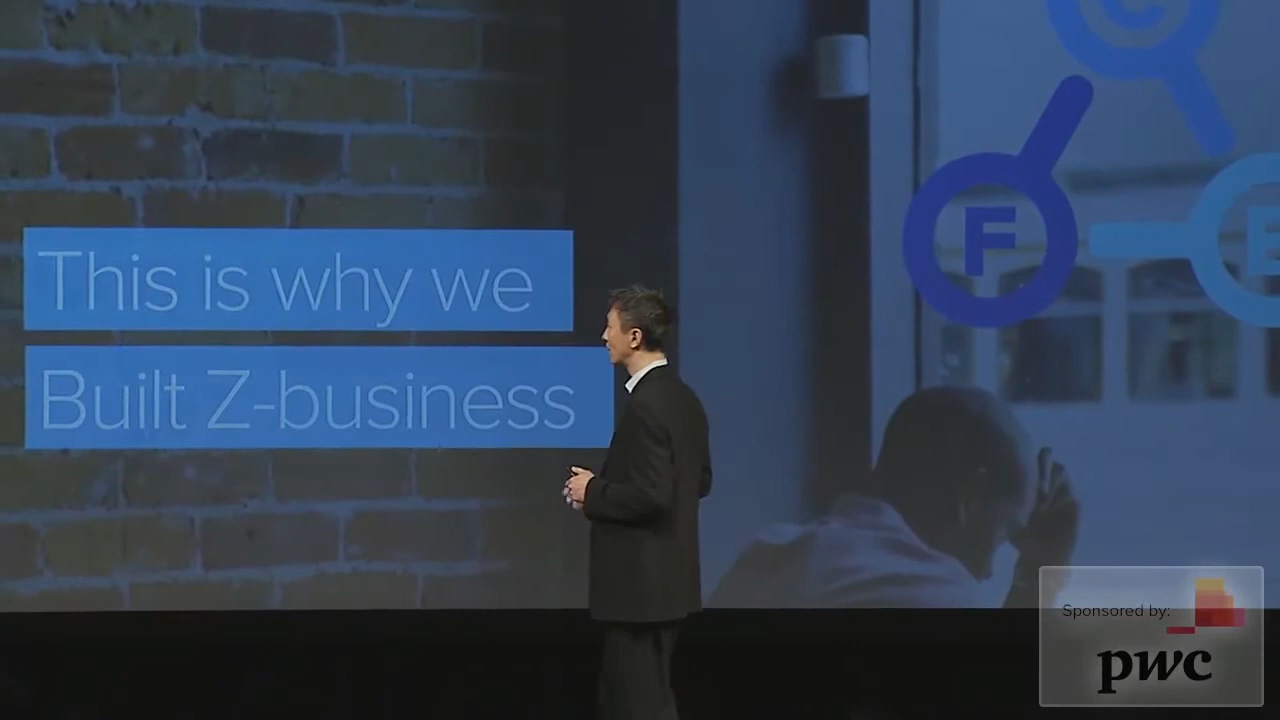 This is why we
Built Z-business
C
F
E
Sponsored by:
pwc